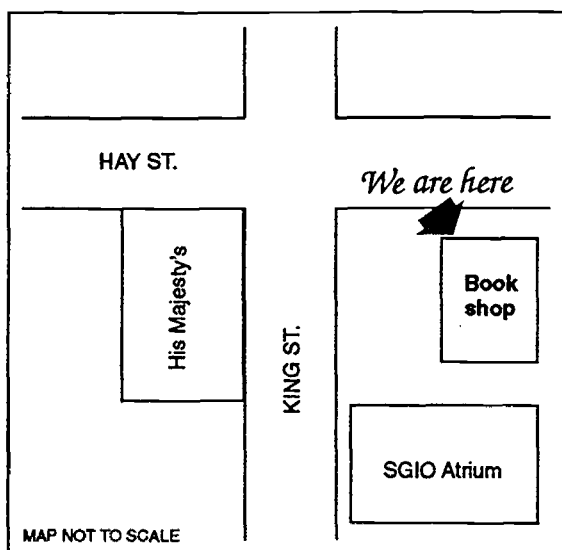 HAY ST.
We are here
His Majesty's
Book
shop
KING ST.
SGIO Atrium
MAP NOT TO SCALE